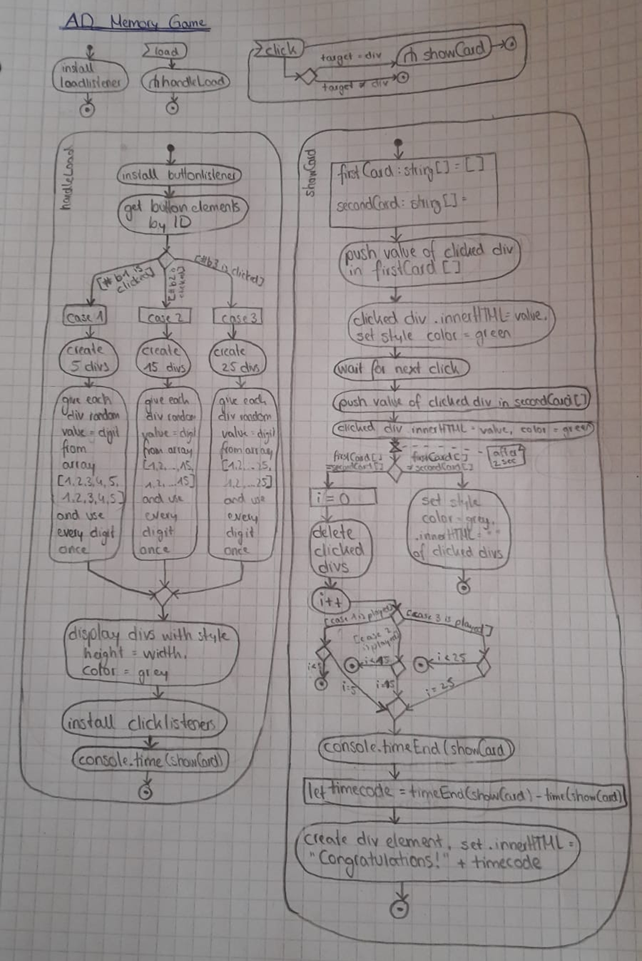 AD Memory Game
install
loadlistener
load
handleLoad
click
target = div
showCard
target ≠ div
handleLoad
install buttonlistener
get button elements
by ID
[#b1 is
clicked]
[#b2 is
clicked]
[#b3 is clicked]
case 1
case 2
case 3
create
5 divs
create
15 divs
create
25 divs
give each
div random
value = digit
from
array
[1,2,3,4,5,
1,2,3,4,5]
and use
every digit
once
give each
div random
value = digit
from array
[1,2,..,15,
1,2,...,15]
and use
every
digit
once
give each
div random
value = digit
from array
[1,2,...,25,
1,2,...25]
and use
every
digit
once
display divs with style
height = width,
color = grey
install clicklisteners
console.time(showCard)
showCard
firstCard: string[] = []
secondCard: string[]
push value of clicked div
in firstCard []
clicked div .innerHTML = value,
set style color = green
wait for next click
push value of clicked div in secondCard[]
clicked div innerHTML = value, color = green
firstCard[]
= secondCard[]
firstCard[]
≠ secondCard[]
after
2 sec
i = 0
delete
clicked
divs
set style
color = grey,
.innerHTML = " "
of clicked divs
i++
[case 1 is played]
[case 2
is played]
[case 3 is played]
i<5
i<15
i<25
i=5
i=15
i = 25
console.timeEnd(showCard)
let timecode = timeEnd(showCard) - time(showCard)
create div element, set .innerHTML =
"Congratulations!" + timecode